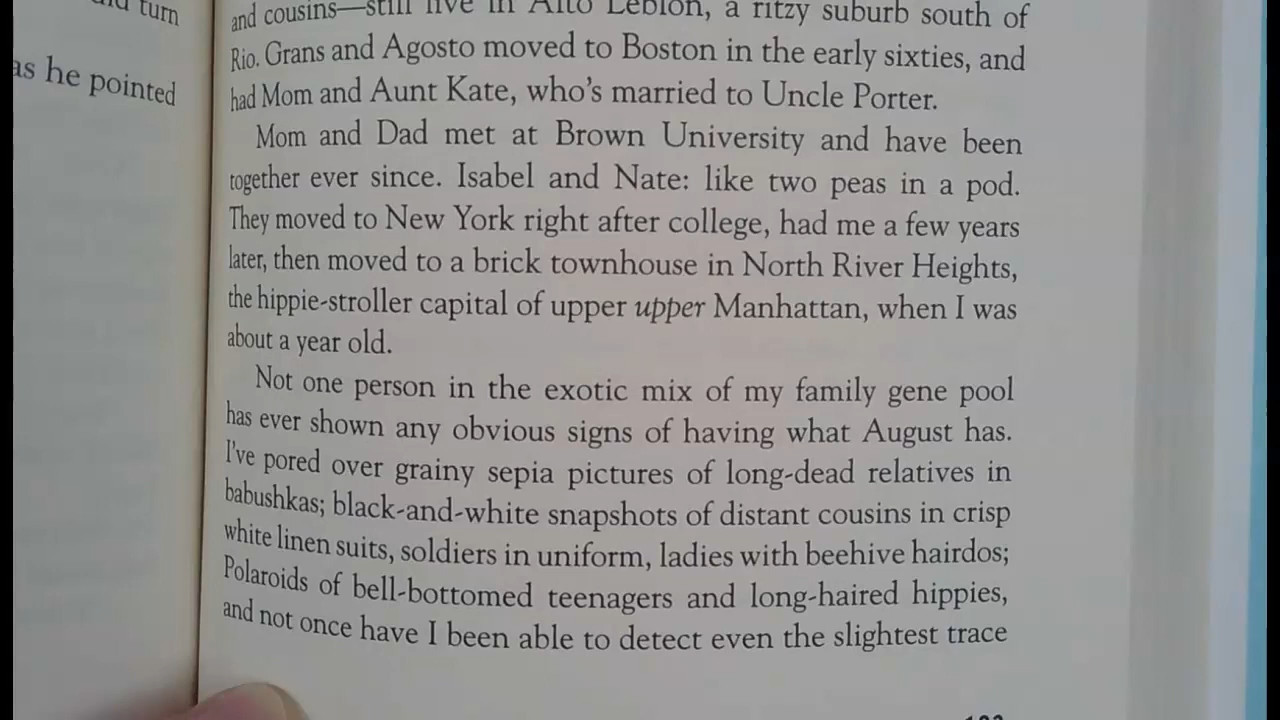 turn
as he pointed
and cousins—still live in Alto Leblon, a ritzy suburb south of
Rio. Grans and Agosto moved to Boston in the early sixties, and
had Mom and Aunt Kate, who's married to Uncle Porter.
Mom and Dad met at Brown University and have been
together ever since. Isabel and Nate: like two peas in a pod.
They moved to New York right after college, had me a few years
later, then moved to a brick townhouse in North River Heights,
the hippie-stroller capital of upper upper Manhattan, when I was
about a year old.
Not one person in the exotic mix of my family gene pool
has ever shown any obvious signs of having what August has.
I've pored over grainy sepia pictures of long-dead relatives in
babushkas; black-and-white snapshots of distant cousins in crisp
white linen suits, soldiers in uniform, ladies with beehive hairdos;
Polaroids of bell-bottomed teenagers and long-haired hippies,
and not once have I been able to detect even the slightest trace